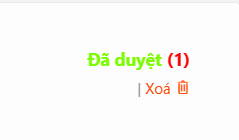 Đã duyệt (1)
| Xoá